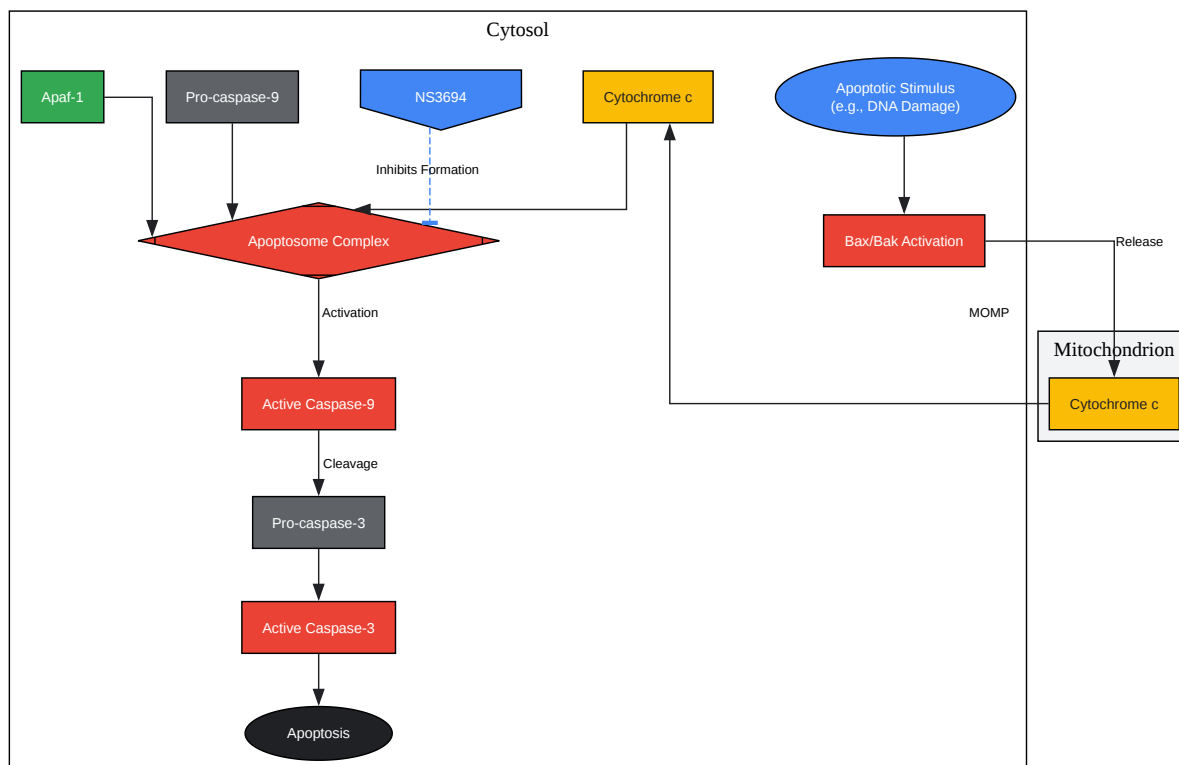 Cytosol
Apaf-1
Pro-caspase-9
NS3694
Cytochrome c
Apoptotic Stimulus
(e.g., DNA Damage)
Inhibits Formation
Apoptosome Complex
Bax/Bak Activation
Release
Activation
MOMP
Mitochondrion
Active Caspase-9
Cytochrome c
Cleavage
Pro-caspase-3
Active Caspase-3
Apoptosis